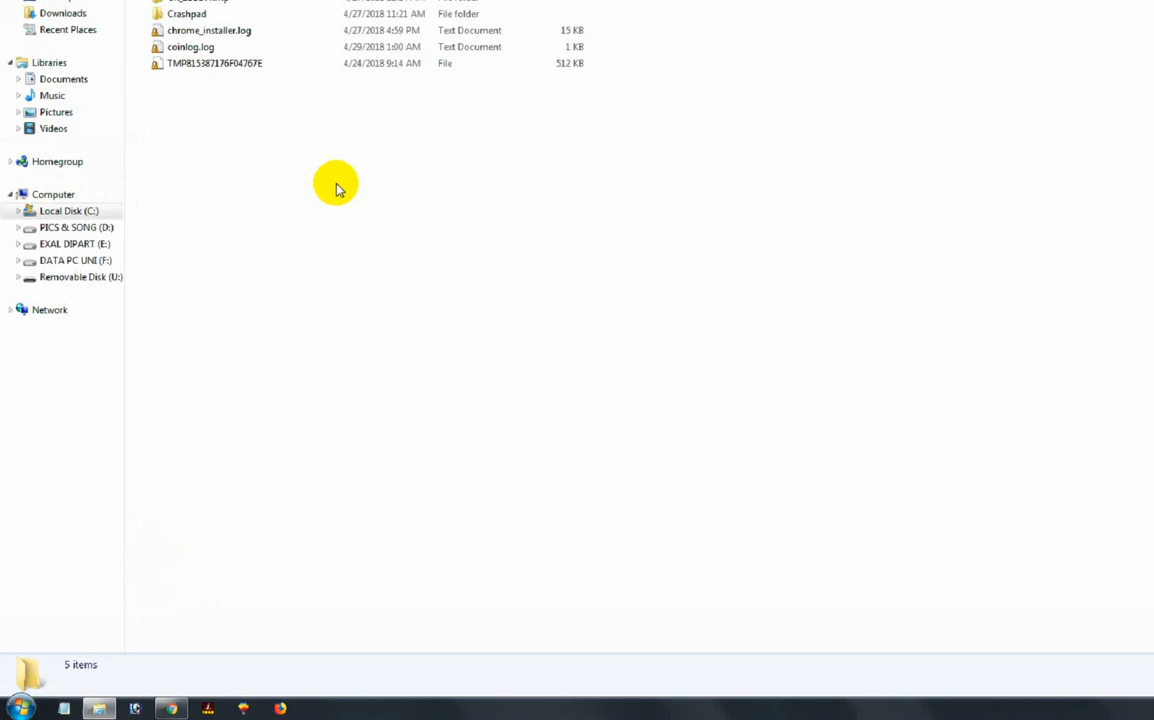 Downloads
Recent Places
Libraries
Documents
Music
Pictures
Videos
Homegroup
Computer
Local Disk (C:)
PICS & SONG (D:)
EXAL DIPART (E:)
DATA PC UNI (F:)
Removable Disk (U:)
Network
Crashpad 4/27/2018 11:21 AM File folder
chrome_installer.log 4/27/2018 4:59 PM Text Document 15 KB
coinlog.log 4/29/2018 1:00 AM Text Document 1 KB
TMP815387176F04767E 4/24/2018 9:14 AM File 512 KB
5 items